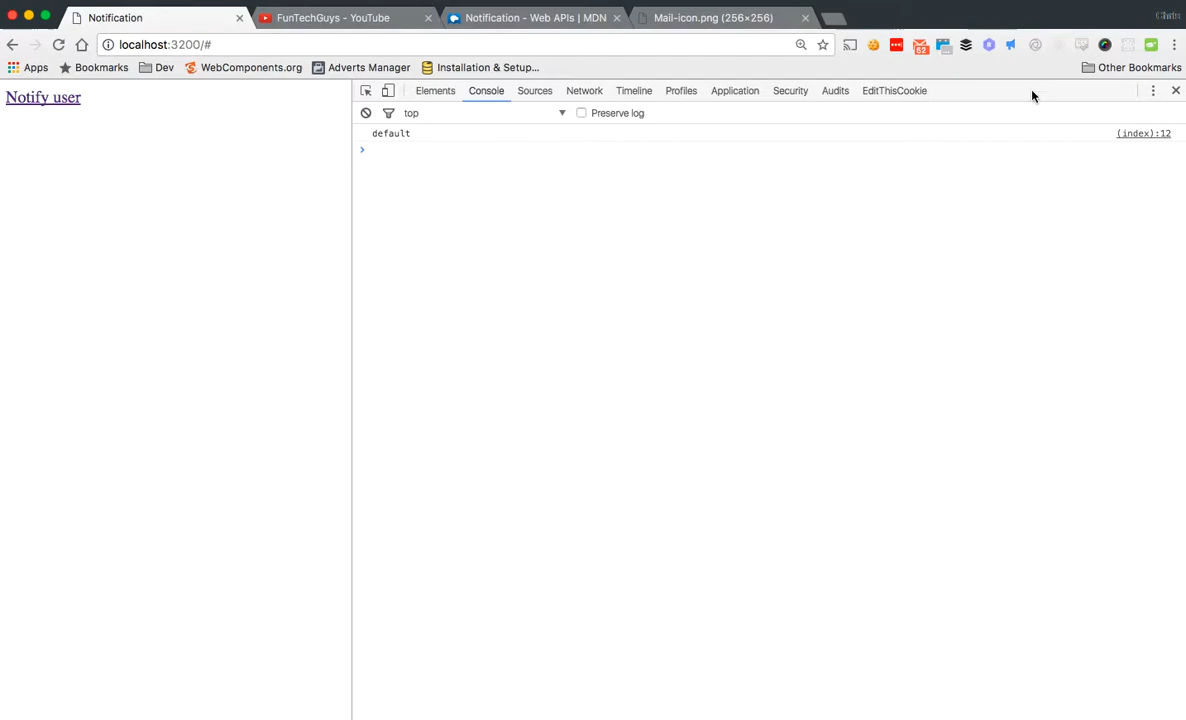 Notification
FunTechGuys - YouTube
Notification - Web APIs | MDN
Mail-icon.png (256×256)
Chris
localhost:3200/#
52
Apps
Bookmarks
Dev
WebComponents.org
Adverts Manager
Installation & Setup...
Other Bookmarks
Notify user
Elements
Console
Sources
Network
Timeline
Profiles
Application
Security
Audits
EditThisCookie
top
Preserve log
default
(index):12